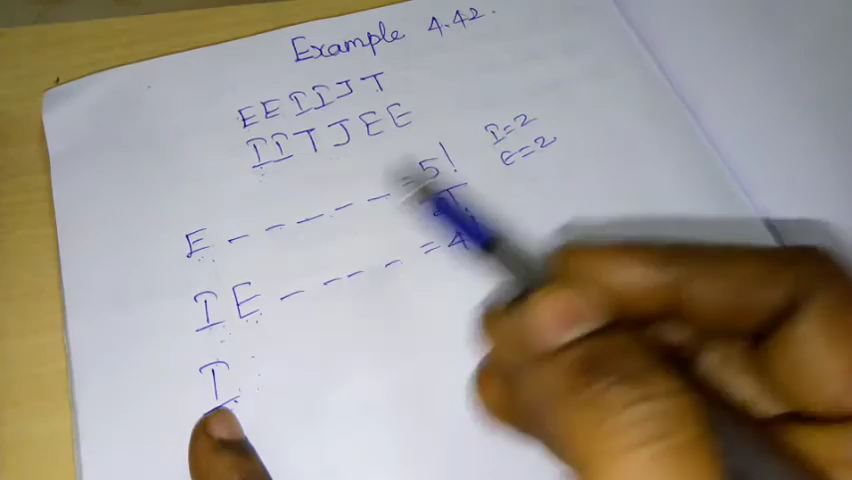 Example 4.42.
EEIIJT
IITJEE
I=2
E=2
E - - - - - = 5!
IE - - - - = 4
I